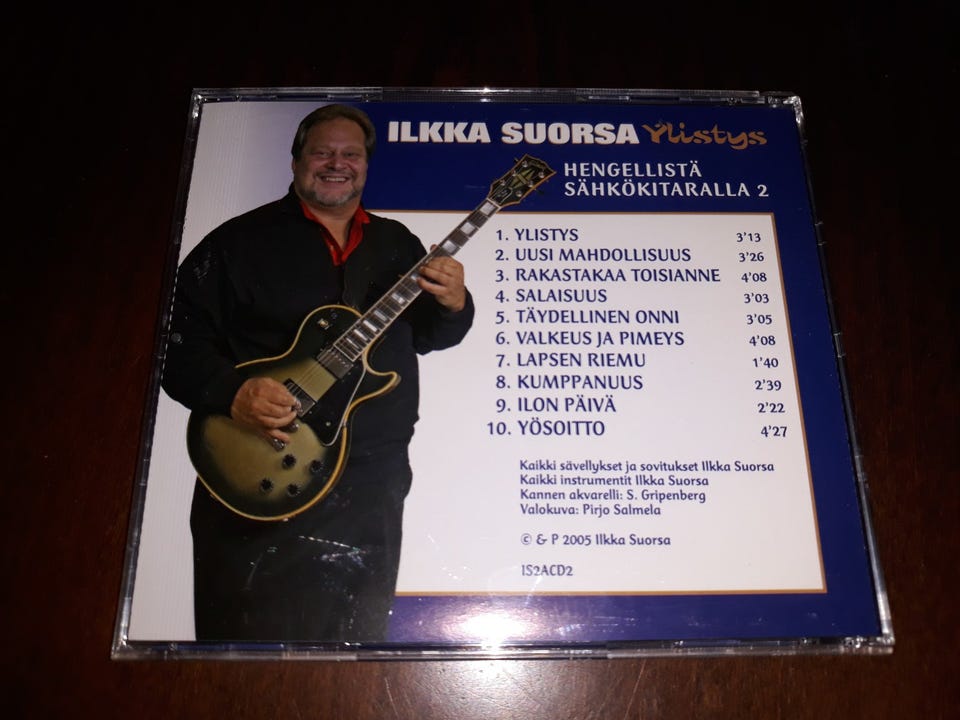 ILKKA SUORSA Ylistys
HENGELLISTÄ
SÄHKÖKITARALLA 2
1. YLISTYS 3'13
2. UUSI MAHDOLLISUUS 3'26
3. RAKASTAKAA TOISIANNE 4'08
4. SALAISUUS 3'03
5. TÄYDELLINEN ONNI 3'05
6. VALKEUS JA PIMEYS 4'08
7. LAPSEN RIEMU 1'40
8. KUMPPANUUS 2'39
9. ILON PÄIVÄ 2'22
10. YÖSOITTO 4'27
Kaikki sävellykset ja sovitukset Ilkka Suorsa
Kaikki instrumentit Ilkka Suorsa
Kannen akvarelli: S. Gripenberg
Valokuva: Pirjo Salmela
© & P 2005 Ilkka Suorsa
IS2ACD2